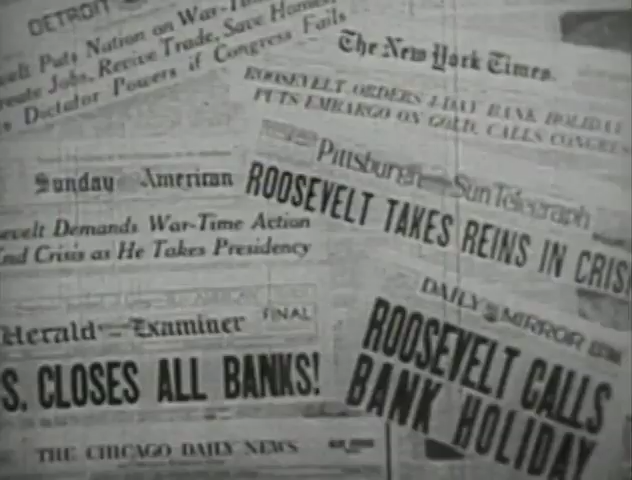 DETROIT
Puts Nation on War-
Jobs, Revive Trade, Save Homes,
Dictator Powers if Congress Fails
The New York Times.
ROOSEVELT ORDERS 4-DAY BANK HOLIDAY
PUTS EMBARGO ON GOLD, CALLS CONGRESS
Pittsburgh Sun-Telegraph
ROOSEVELT TAKES REINS IN CRIS
Sunday American
evelt Demands War-Time Action
nd Crisis as He Takes Presidency
Herald Examiner FINAL
S. CLOSES ALL BANKS!
DAILY MIRROR
ROOSEVELT CALLS
BANK HOLIDAY
THE CHICAGO DAILY NEWS